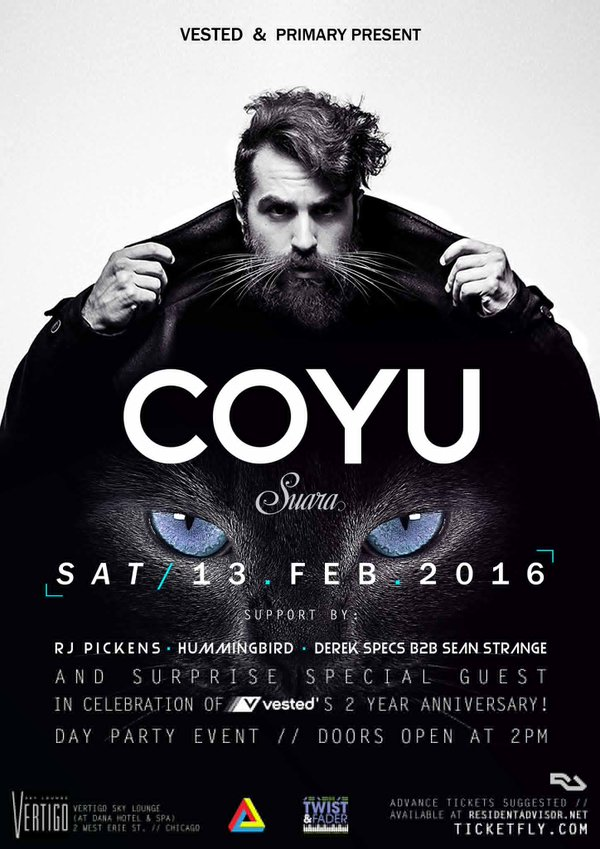 VESTED & PRIMARY PRESENT
COYU
Suara
SAT/13.FEB.2016
SUPPORT BY:
RJ PICKENS · HUMMINGBIRD · DEREK SPECS B2B SEAN STRANGE
AND SURPRISE SPECIAL GUEST
IN CELEBRATION OF V vested'S 2 YEAR ANNIVERSARY!
DAY PARTY EVENT // DOORS OPEN AT 2PM
SKY LOUNGE
VERTIGO
VERTIGO SKY LOUNGE
(AT DANA HOTEL & SPA)
2 WEST ERIE ST. // CHICAGO
TWIST
&FADER
RA
ADVANCE TICKETS SUGGESTED //
AVAILABLE AT RESIDENTADVISOR.NET
TICKETFLY.COM